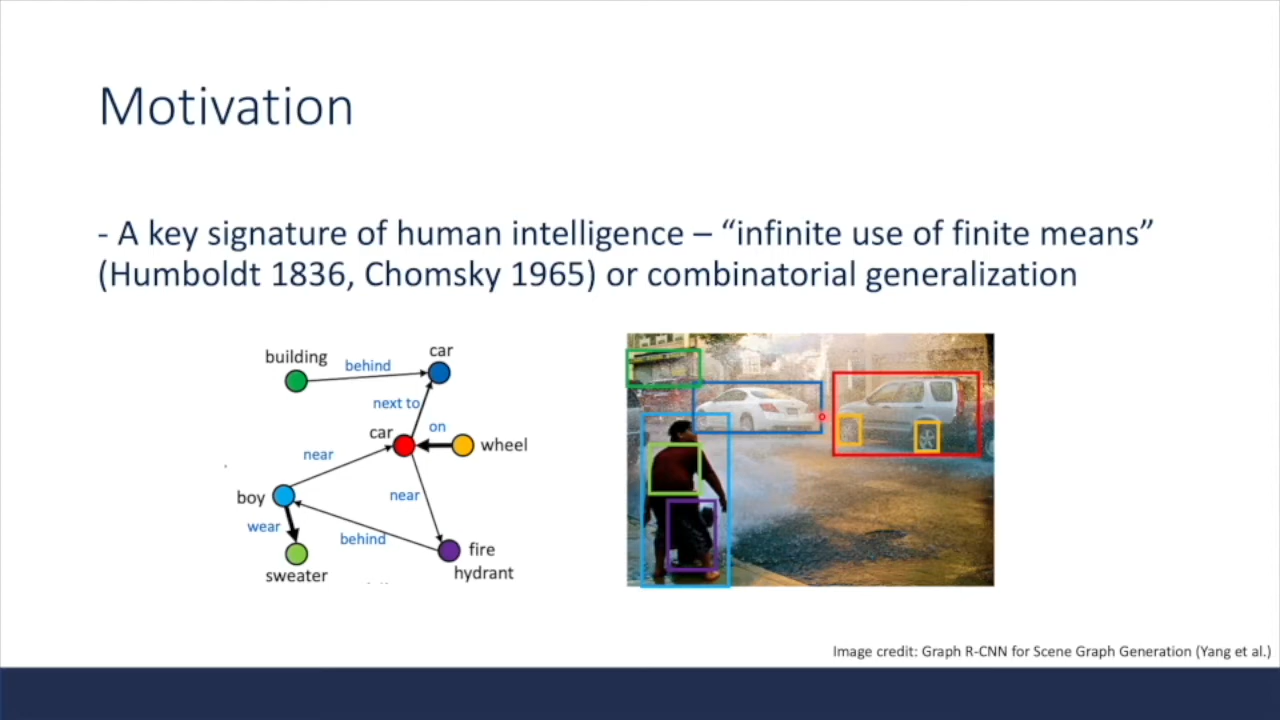 Motivation
- A key signature of human intelligence – “infinite use of finite means”
(Humboldt 1836, Chomsky 1965) or combinatorial generalization
building
behind
car
next to
car
on
wheel
near
boy
near
wear
behind
fire
hydrant
sweater
Image credit: Graph R-CNN for Scene Graph Generation (Yang et al.)